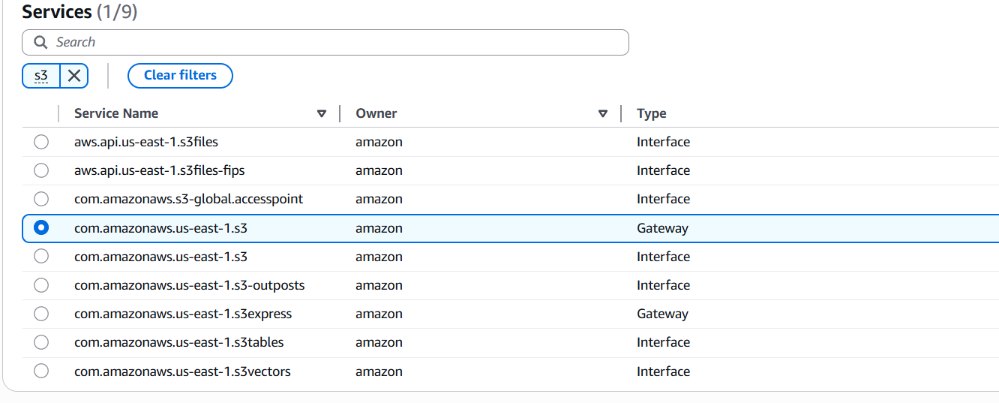 Services (1/9)
Search
s3
Clear filters
Service Name Owner Type
aws.api.us-east-1.s3files amazon Interface
aws.api.us-east-1.s3files-fips amazon Interface
com.amazonaws.s3-global.accesspoint amazon Interface
com.amazonaws.us-east-1.s3 amazon Gateway
com.amazonaws.us-east-1.s3 amazon Interface
com.amazonaws.us-east-1.s3-outposts amazon Interface
com.amazonaws.us-east-1.s3express amazon Gateway
com.amazonaws.us-east-1.s3tables amazon Interface
com.amazonaws.us-east-1.s3vectors amazon Interface